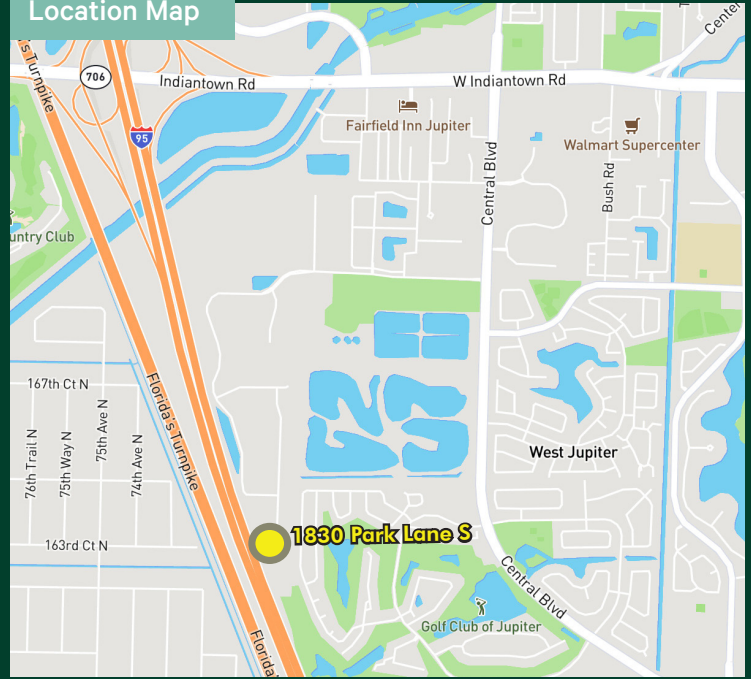 Location Map
Center
's Turnpike
706
Indiantown Rd
W Indiantown Rd
Fairfield Inn Jupiter
95
Walmart Supercenter
Central Blvd
Bush Rd
untry Club
167th Ct N
Florida's Turnpike
76th Trail N
75th Way N
75th Ave N
74th Ave N
West Jupiter
163rd Ct N
1830 Park Lane S
Central Blvd
Golf Club of Jupiter
Florida'